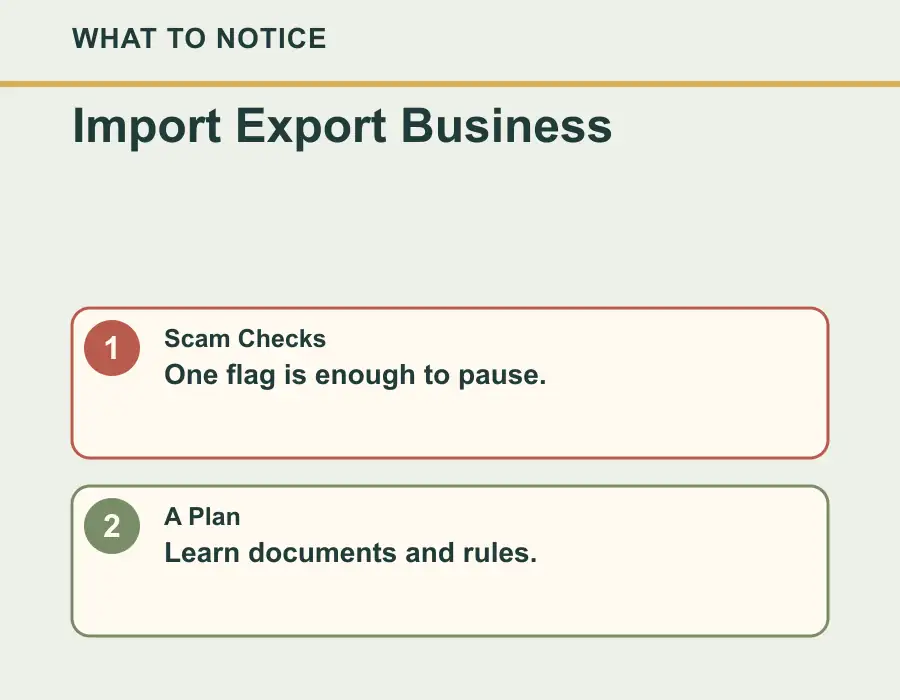 WHAT TO NOTICE
Import Export Business
1
Scam Checks
One flag is enough to pause.
2
A Plan
Learn documents and rules.